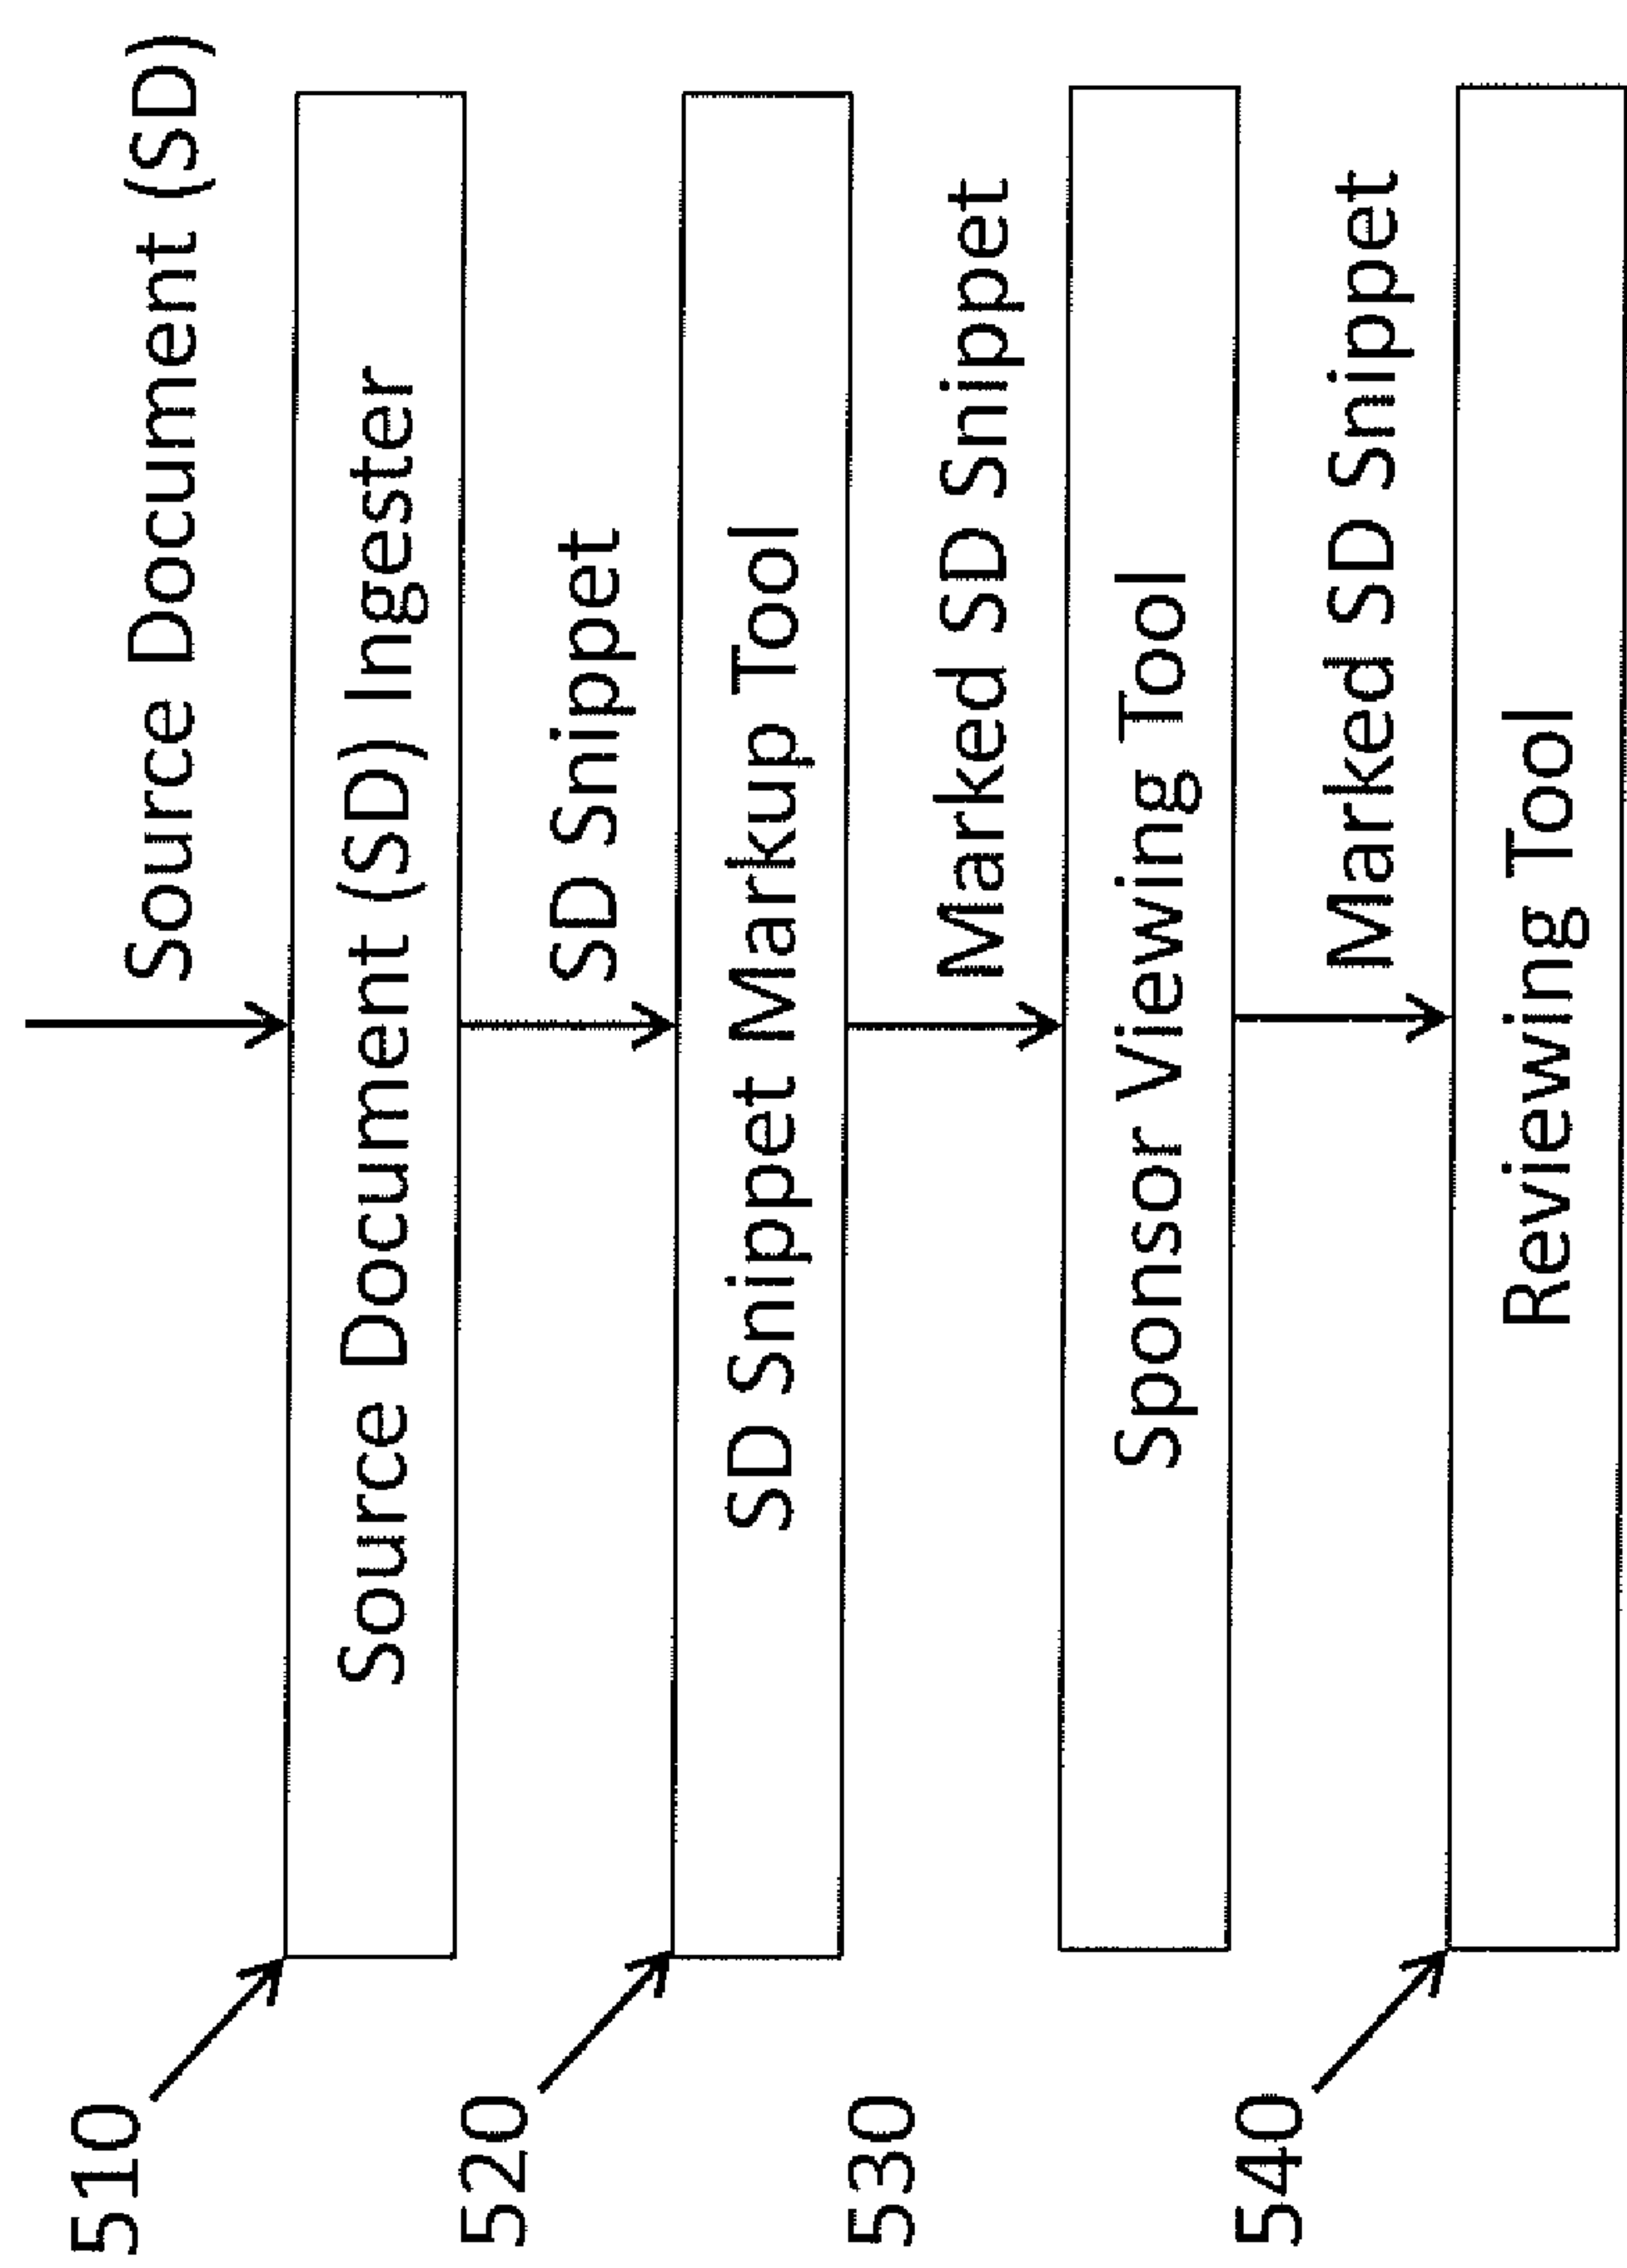 Source Document (SD)
510
Source Document (SD) Ingester
SD Snippet
520
SD Snippet Markup Tool
Marked SD Snippet
530
Sponsor Viewing Tool
Marked SD Snippet
540
Reviewing Tool